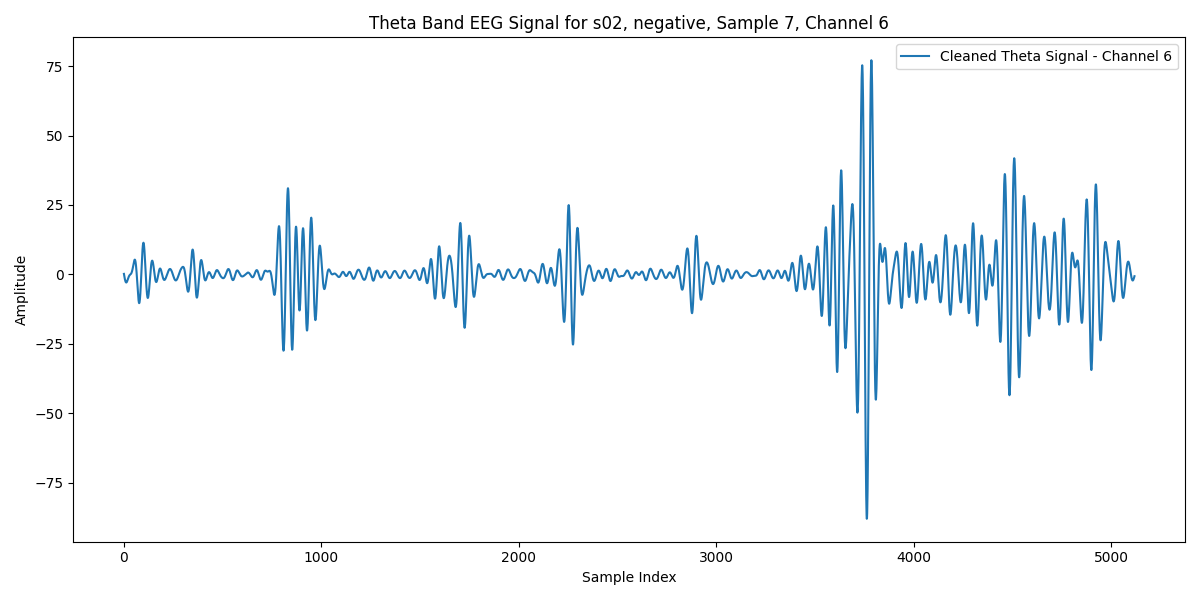 Theta Band EEG Signal for s02, negative, Sample 7, Channel 6
Cleaned Theta Signal - Channel 6
Amplitude
75
50
25
0
−25
−50
−75
0 1000 2000 3000 4000 5000
Sample Index